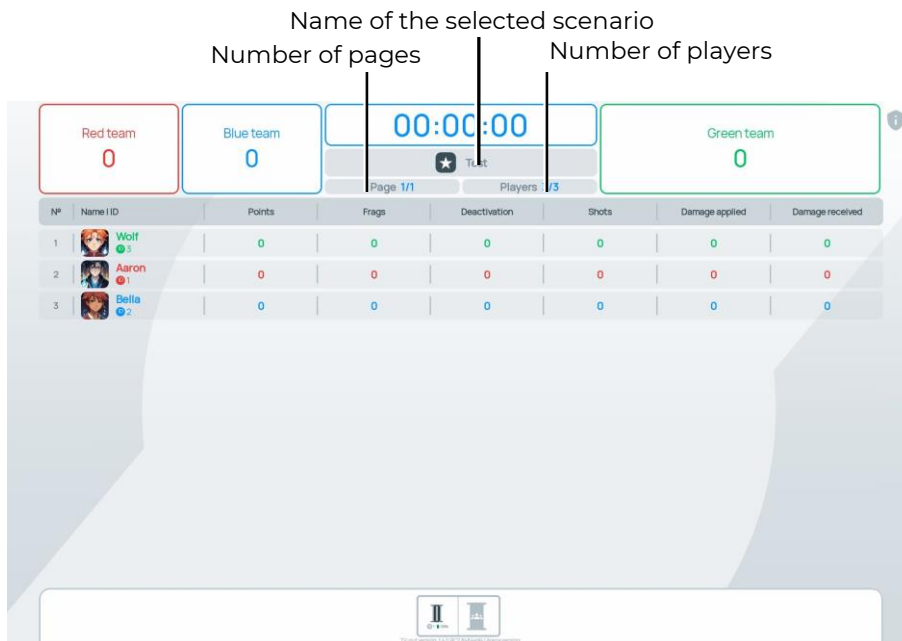 Name of the selected scenario
Number of pages
Number of players
Red team
0
Blue team
0
00:00:00
Test
Page 1/1
Players /3
Green team
0
Nº Name | ID Points Frags Deactivation Shots Damage applied Damage received
1 Wolf 0 0 0 0 0 0
3
2 Aaron 0 0 0 0 0 0
1
3 Bella 0 0 0 0 0 0
2